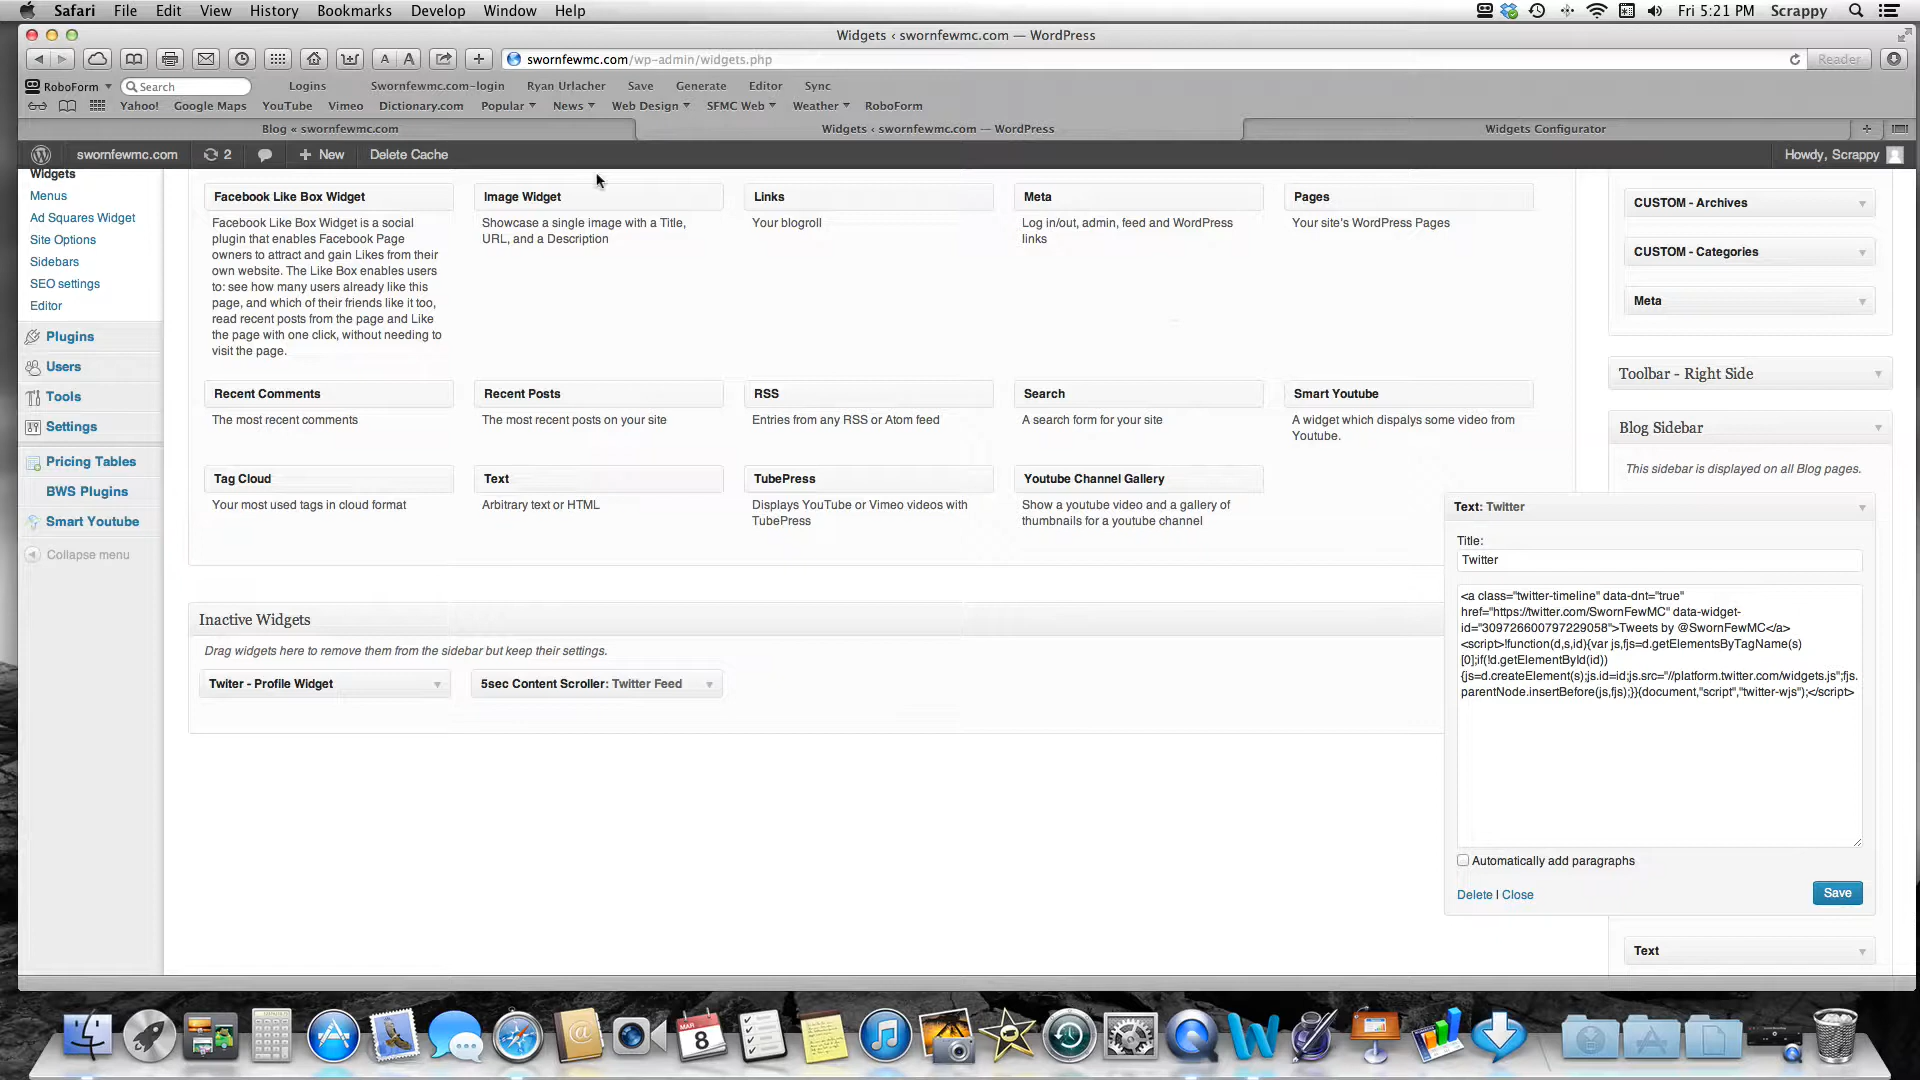 Safari File Edit View History Bookmarks Develop Window Help Fri 5:21 PM Scrappy
Widgets ‹ swornfewmc.com — WordPress
A A + swornfewmc.com/wp-admin/widgets.php Reader
RoboForm Search Logins Swornfewmc.com-login Ryan Urlacher Save Generate Editor Sync
Yahoo! Google Maps YouTube Vimeo Dictionary.com Popular News Web Design SFMC Web Weather RoboForm
Blog « swornfewmc.com Widgets ‹ swornfewmc.com — WordPress Widgets Configurator
swornfewmc.com 2 + New Delete Cache Howdy, Scrappy
Widgets
Menus
Ad Squares Widget
Site Options
Sidebars
SEO settings
Editor
Plugins
Users
Tools
Settings
Pricing Tables
BWS Plugins
Smart Youtube
Collapse menu
Facebook Like Box Widget
Facebook Like Box Widget is a social
plugin that enables Facebook Page
owners to attract and gain Likes from their
own website. The Like Box enables users
to: see how many users already like this
page, and which of their friends like it too,
read recent posts from the page and Like
the page with one click, without needing to
visit the page.
Image Widget
Showcase a single image with a Title,
URL, and a Description
Links
Your blogroll
Meta
Log in/out, admin, feed and WordPress
links
Pages
Your site's WordPress Pages
Recent Comments
The most recent comments
Recent Posts
The most recent posts on your site
RSS
Entries from any RSS or Atom feed
Search
A search form for your site
Smart Youtube
A widget which dispalys some video from
Youtube.
Tag Cloud
Your most used tags in cloud format
Text
Arbitrary text or HTML
TubePress
Displays YouTube or Vimeo videos with
TubePress
Youtube Channel Gallery
Show a youtube video and a gallery of
thumbnails for a youtube channel
Inactive Widgets
Drag widgets here to remove them from the sidebar but keep their settings.
Twiter - Profile Widget
5sec Content Scroller: Twitter Feed
CUSTOM - Archives
CUSTOM - Categories
Meta
Toolbar - Right Side
Blog Sidebar
This sidebar is displayed on all Blog pages.
Text: Twitter
Title:
Twitter
<a class="twitter-timeline" data-dnt="true"
href="https://twitter.com/SwornFewMC" data-widget-
id="309726600797229058">Tweets by @SwornFewMC</a>
<script>!function(d,s,id){var js,fjs=d.getElementsByTagName(s)
[0];if(!d.getElementById(id))
{js=d.createElement(s);js.id=id;js.src="//platform.twitter.com/widgets.js";fjs.
parentNode.insertBefore(js,fjs);}}(document,"script","twitter-wjs");</script>
Automatically add paragraphs
Delete | Close
Save
Text
MAR
8